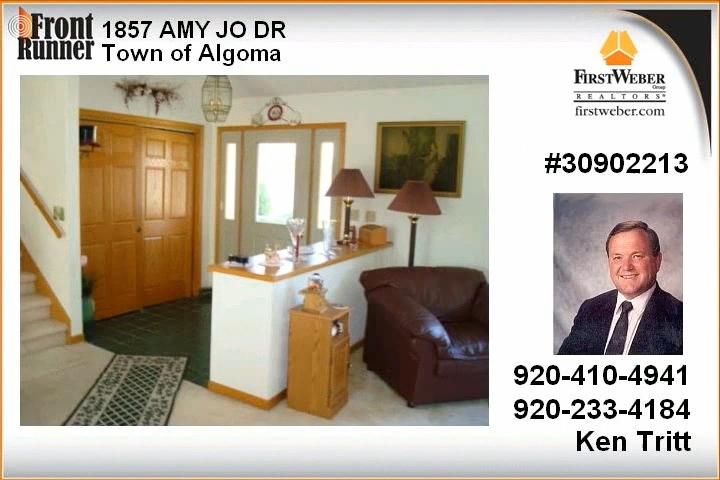 Front
Runner
1857 AMY JO DR
Town of Algoma
FIRSTWEBER
Group
REALTORS®
firstweber.com
#30902213
920-410-4941
920-233-4184
Ken Tritt